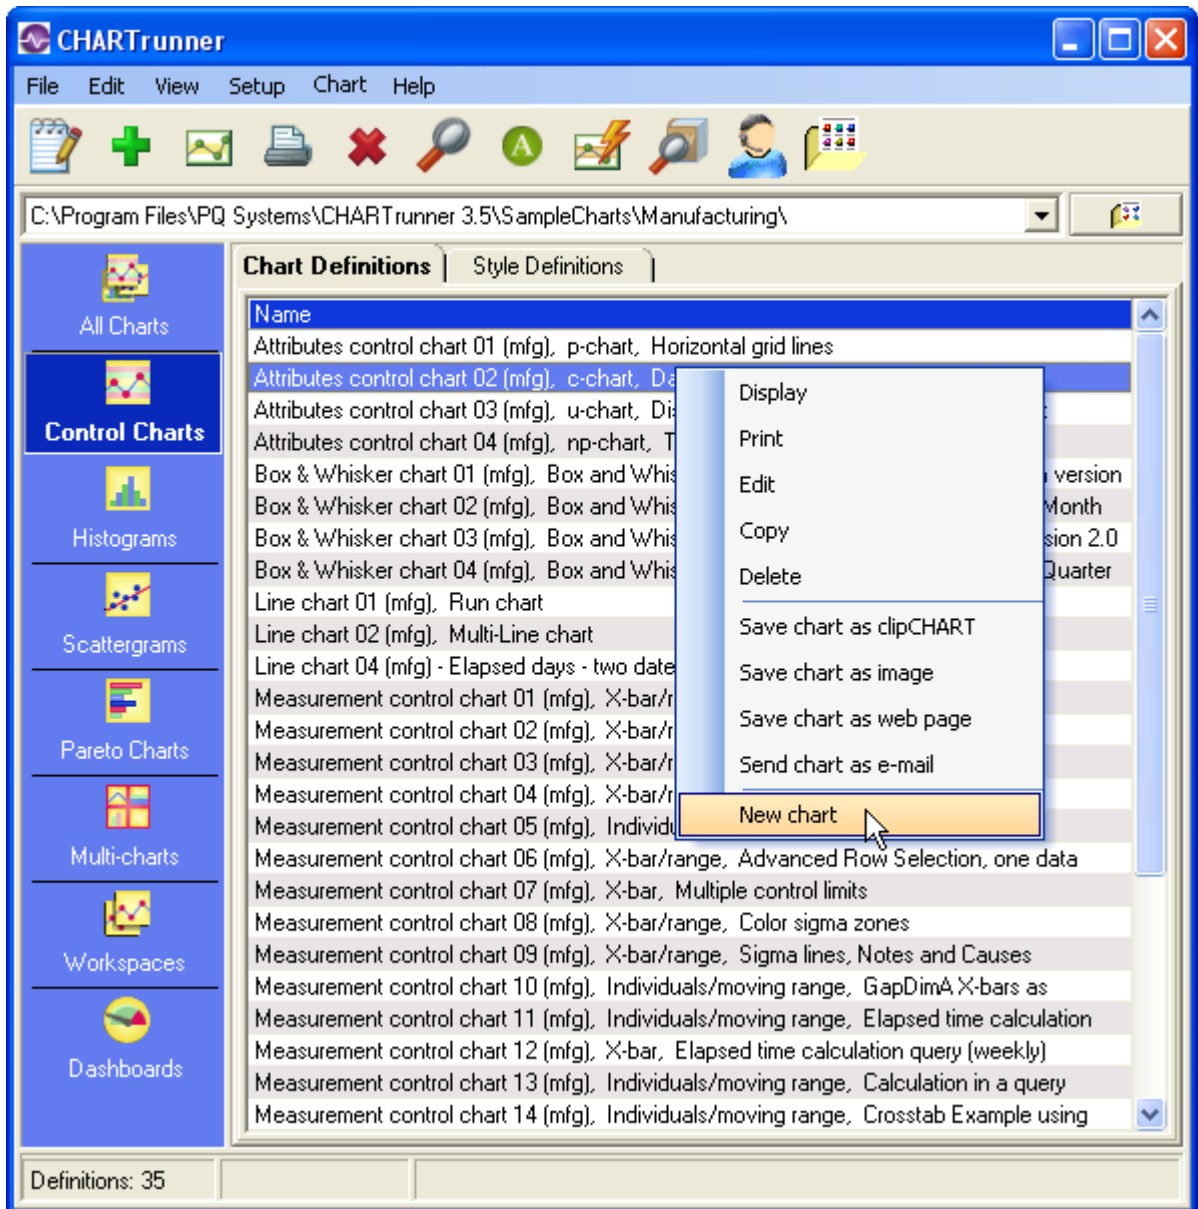 CHARTrunner
File Edit View Setup Chart Help
A
C:\Program Files\PQ Systems\CHARTrunner 3.5\SampleCharts\Manufacturing\
All Charts
Control Charts
Histograms
Scattergrams
Pareto Charts
Multi-charts
Workspaces
Dashboards
Chart Definitions Style Definitions
Name
Attributes control chart 01 (mfg), p-chart, Horizontal grid lines
Attributes control chart 02 (mfg), c-chart,
Attributes control chart 03 (mfg), u-chart,
Attributes control chart 04 (mfg), np-chart,
Box & Whisker chart 01 (mfg), Box and version
Box & Whisker chart 02 (mfg), Box and Month
Box & Whisker chart 03 (mfg), Box and 2.0
Box & Whisker chart 04 (mfg), Box and Quarter
Line chart 01 (mfg), Run chart
Line chart 02 (mfg), Multi-Line chart
Line chart 04 (mfg) - Elapsed days - two
Measurement control chart 01 (mfg),
Measurement control chart 02 (mfg),
Measurement control chart 03 (mfg),
Measurement control chart 04 (mfg),
Measurement control chart 05 (mfg),
Measurement control chart 06 (mfg), X-bar/range, Advanced Row Selection, one data
Measurement control chart 07 (mfg), X-bar, Multiple control limits
Measurement control chart 08 (mfg), X-bar/range, Color sigma zones
Measurement control chart 09 (mfg), X-bar/range, Sigma lines, Notes and Causes
Measurement control chart 10 (mfg), Individuals/moving range, GapDimA X-bars as
Measurement control chart 11 (mfg), Individuals/moving range, Elapsed time calculation
Measurement control chart 12 (mfg), X-bar, Elapsed time calculation query (weekly)
Measurement control chart 13 (mfg), Individuals/moving range, Calculation in a query
Measurement control chart 14 (mfg), Individuals/moving range, Crosstab Example using
Display
Print
Edit
Copy
Delete
Save chart as clipCHART
Save chart as image
Save chart as web page
Send chart as e-mail
New chart
Definitions: 35